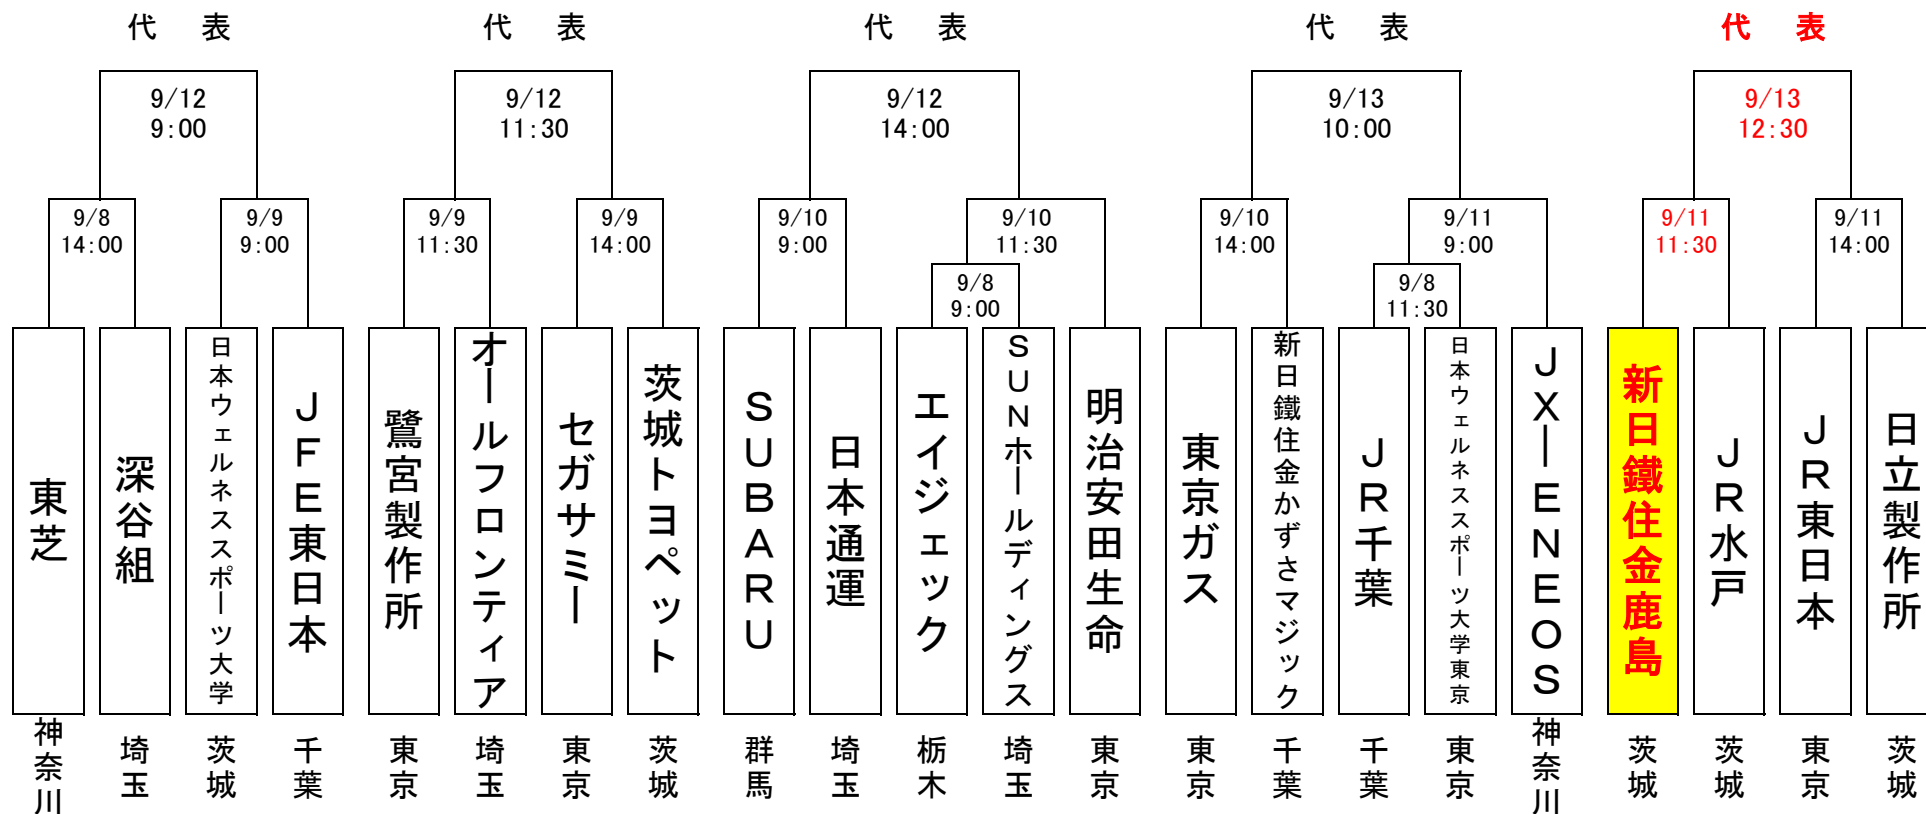 代 表
代 表
代 表
代 表
代 表
9/12
9:00
9/12
11:30
9/12
14:00
9/13
10:00
9/13
12:30
9/8
14:00
9/9
9:00
9/9
11:30
9/9
14:00
9/10
9:00
9/10
11:30
9/10
14:00
9/11
9:00
9/11
11:30
9/11
14:00
9/8
9:00
9/8
11:30
東芝
深谷組
日本ウェルネススポーツ大学
JFE東日本
鷺宮製作所
オールフロンティア
セガサミー
茨城トヨペット
SUBARU
日本通運
エイジェック
SUNホールディングス
明治安田生命
東京ガス
新日鐵住金かずさマジック
JR千葉
日本ウェルネススポーツ大学東京
JX－ENEOS
新日鐵住金鹿島
JR水戸
JR東日本
日立製作所
神奈川
埼玉
茨城
千葉
東京
埼玉
東京
茨城
群馬
埼玉
栃木
埼玉
東京
東京
千葉
千葉
東京
神奈川
茨城
茨城
東京
茨城